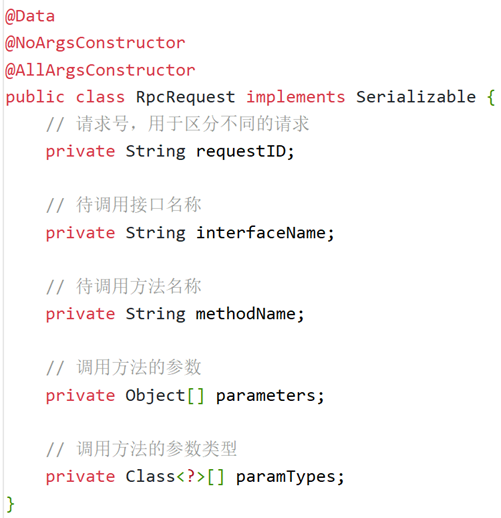 @Data
@NoArgsConstructor
@AllArgsConstructor
public class RpcRequest implements Serializable {
    // 请求号，用于区分不同的请求
    private String requestID;

    // 待调用接口名称
    private String interfaceName;

    // 待调用方法名称
    private String methodName;

    // 调用方法的参数
    private Object[] parameters;

    // 调用方法的参数类型
    private Class<?>[] paramTypes;
}